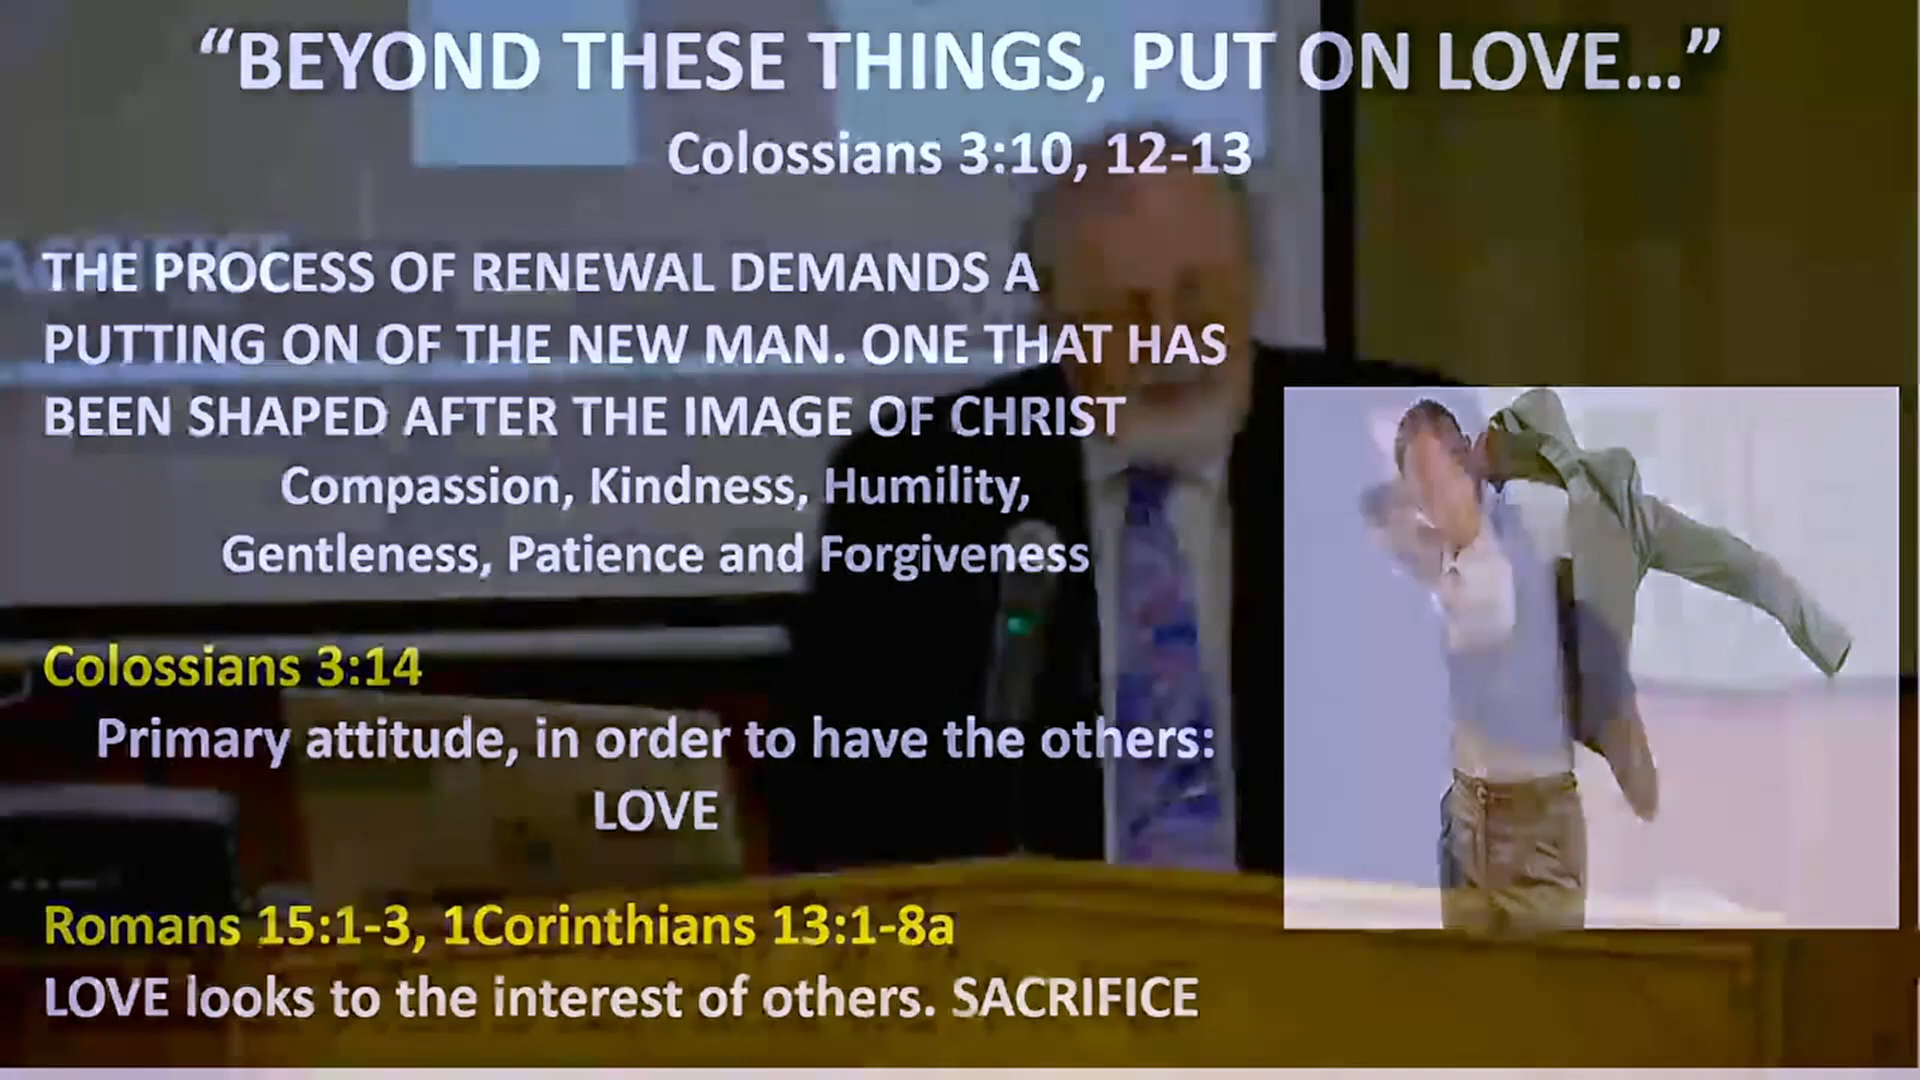 “BEYOND THESE THINGS, PUT ON LOVE...”
Colossians 3:10, 12-13
THE PROCESS OF RENEWAL DEMANDS A
PUTTING ON OF THE NEW MAN. ONE THAT HAS
BEEN SHAPED AFTER THE IMAGE OF CHRIST
Compassion, Kindness, Humility,
Gentleness, Patience and Forgiveness
Colossians 3:14
Primary attitude, in order to have the others:
LOVE
Romans 15:1-3, 1Corinthians 13:1-8a
LOVE looks to the interest of others. SACRIFICE